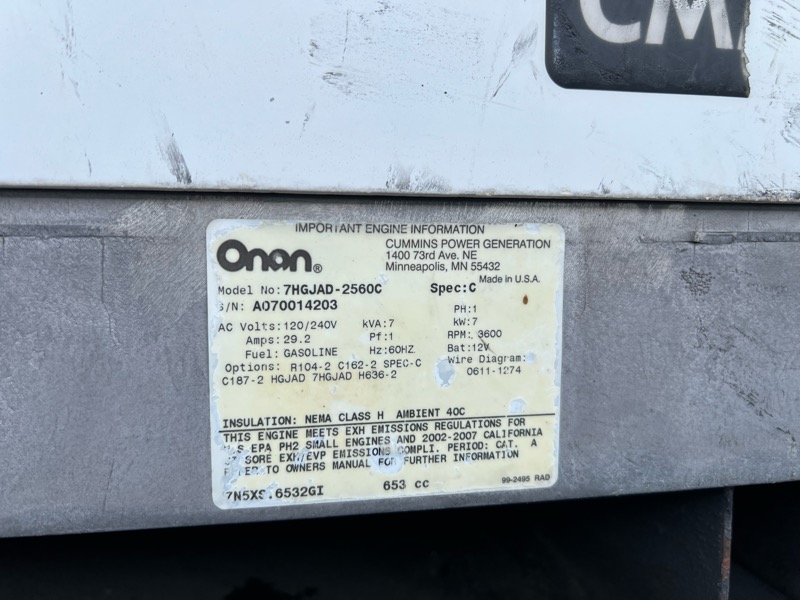 CM
IMPORTANT ENGINE INFORMATION
Onan®
CUMMINS POWER GENERATION
1400 73rd Ave. NE
Minneapolis, MN 55432
Made in U.S.A.
Model No: 7HGJAD-2560C Spec: C
S/N: A070014203
PH: 1
AC Volts: 120/240V kVA: 7 kW: 7
Amps: 29.2 Pf: 1 RPM: 3600
Fuel: GASOLINE Hz: 60HZ Bat: 12V
Options: R104-2 C162-2 SPEC-C
Wire Diagram:
C187-2 HGJAD 7HGJAD H636-2
0611-1274
INSULATION: NEMA CLASS H AMBIENT 40C
THIS ENGINE MEETS EXH EMISSIONS REGULATIONS FOR
U.S. EPA PH2 SMALL ENGINES AND 2002-2007 CALIFORNIA
SORE EXH/EVP EMISSIONS COMPLI. PERIOD: CAT. A
REFER TO OWNERS MANUAL FOR FURTHER INFORMATION
99-2495 RAD
7N5XS.6532GI 653 CC